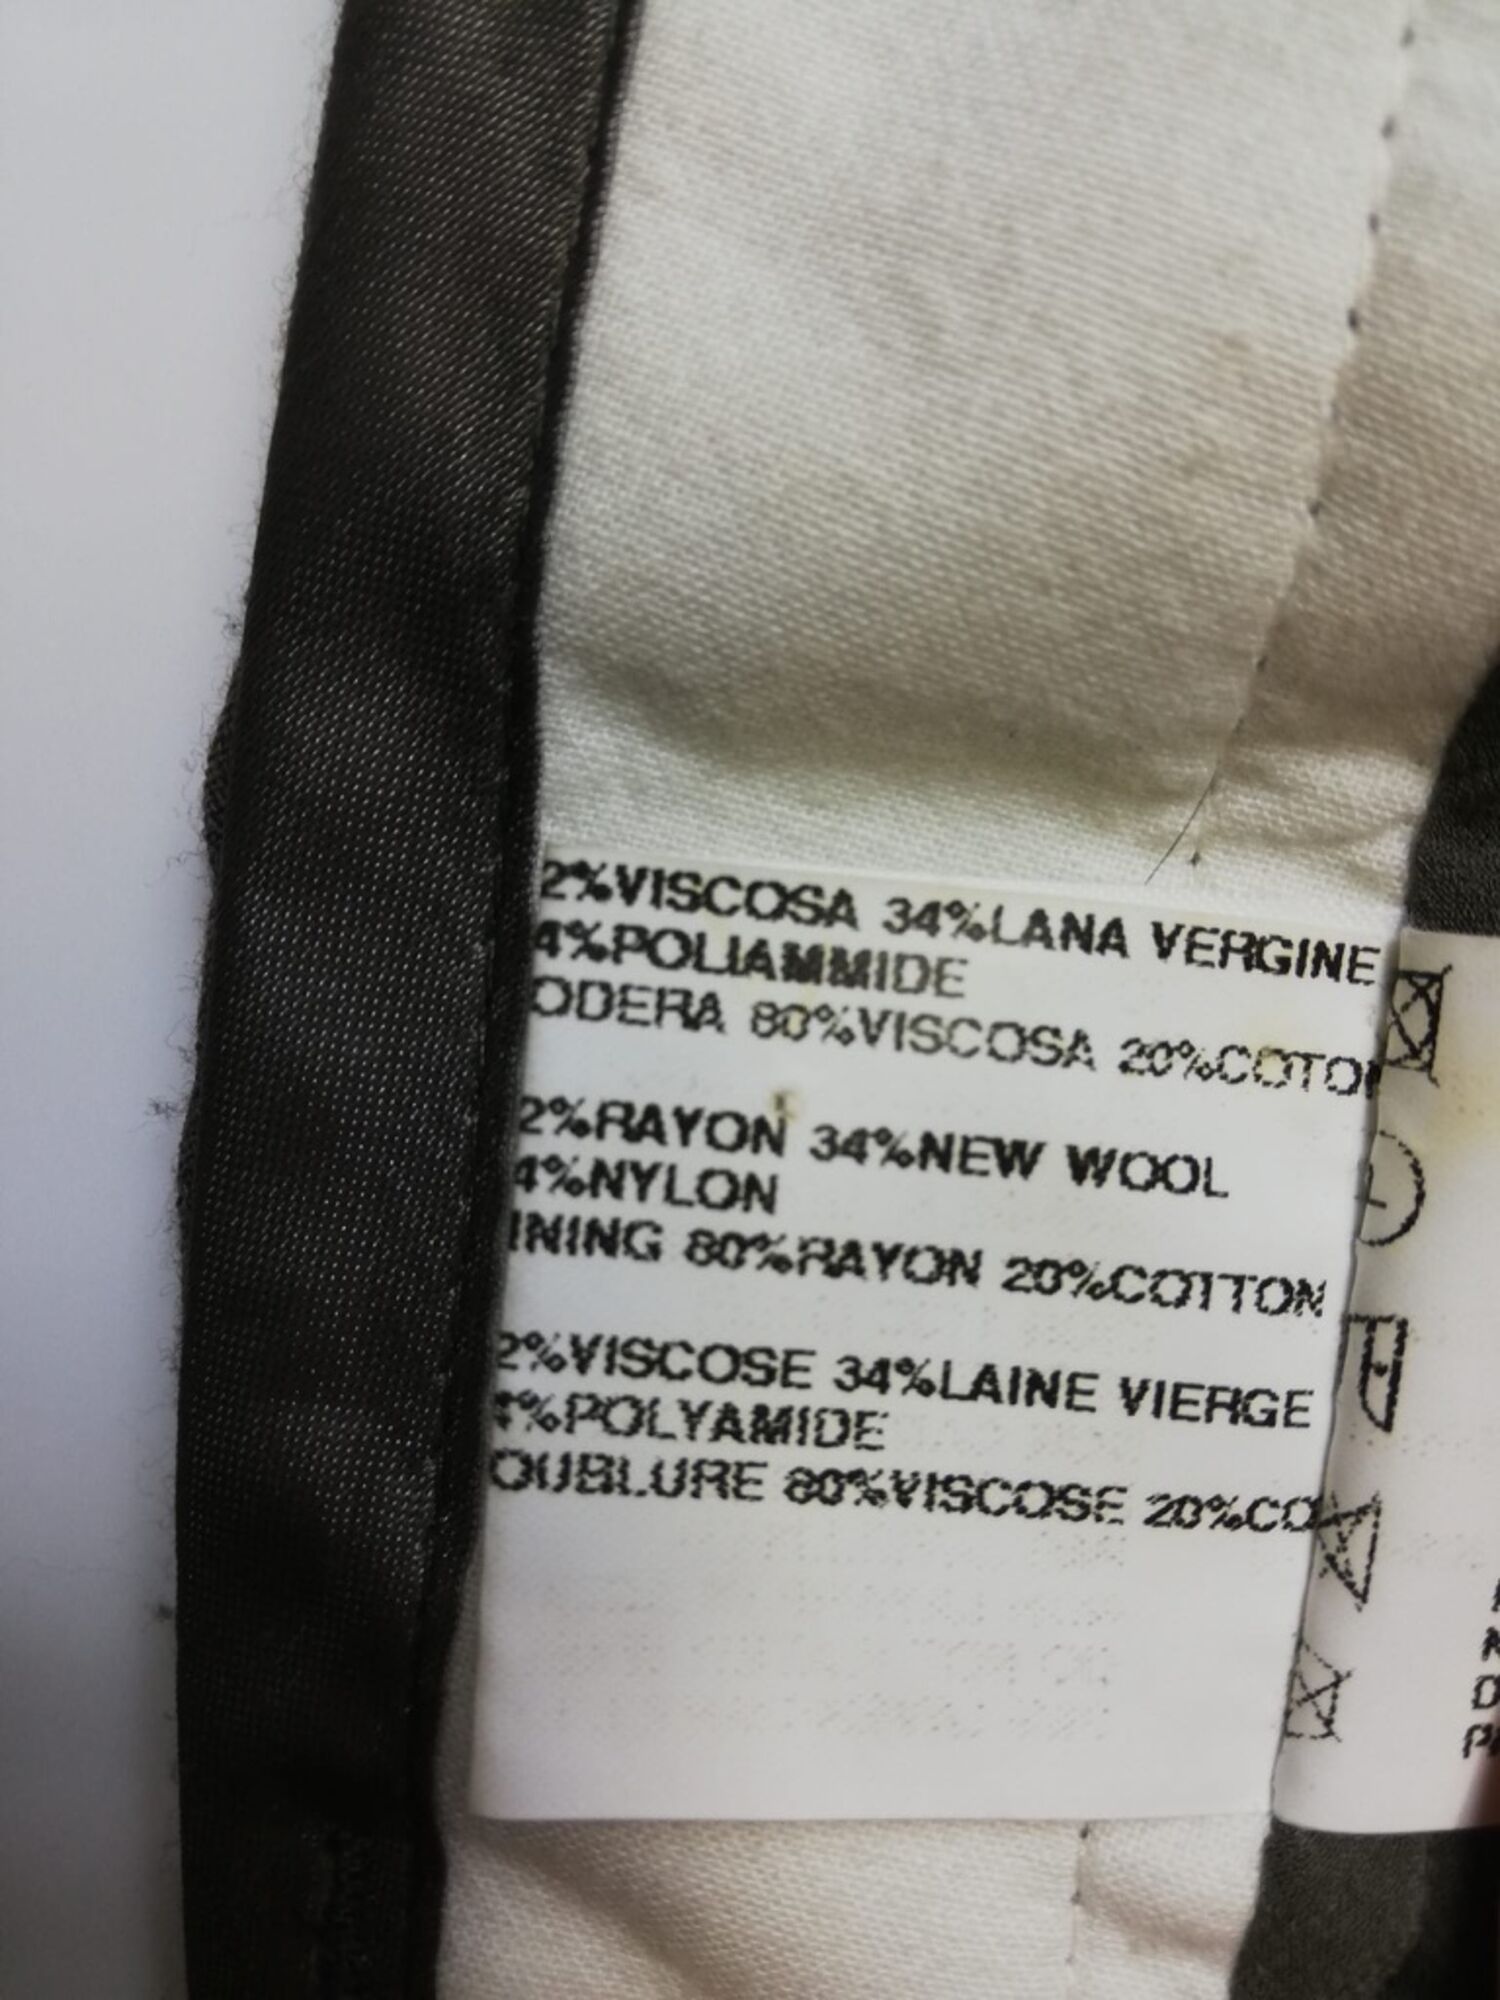 2%VISCOSA 34%LANA VERGINE
4%POLIAMMIDE
ODERA 80%VISCOSA 20%COTO
2%RAYON 34%NEW WOOL
4%NYLON
INING 80%RAYON 20%COTTON
2%VISCOSE 34%LAINE VIERGE
%POLYAMIDE
OUBLURE 80%VISCOSE 20%CO